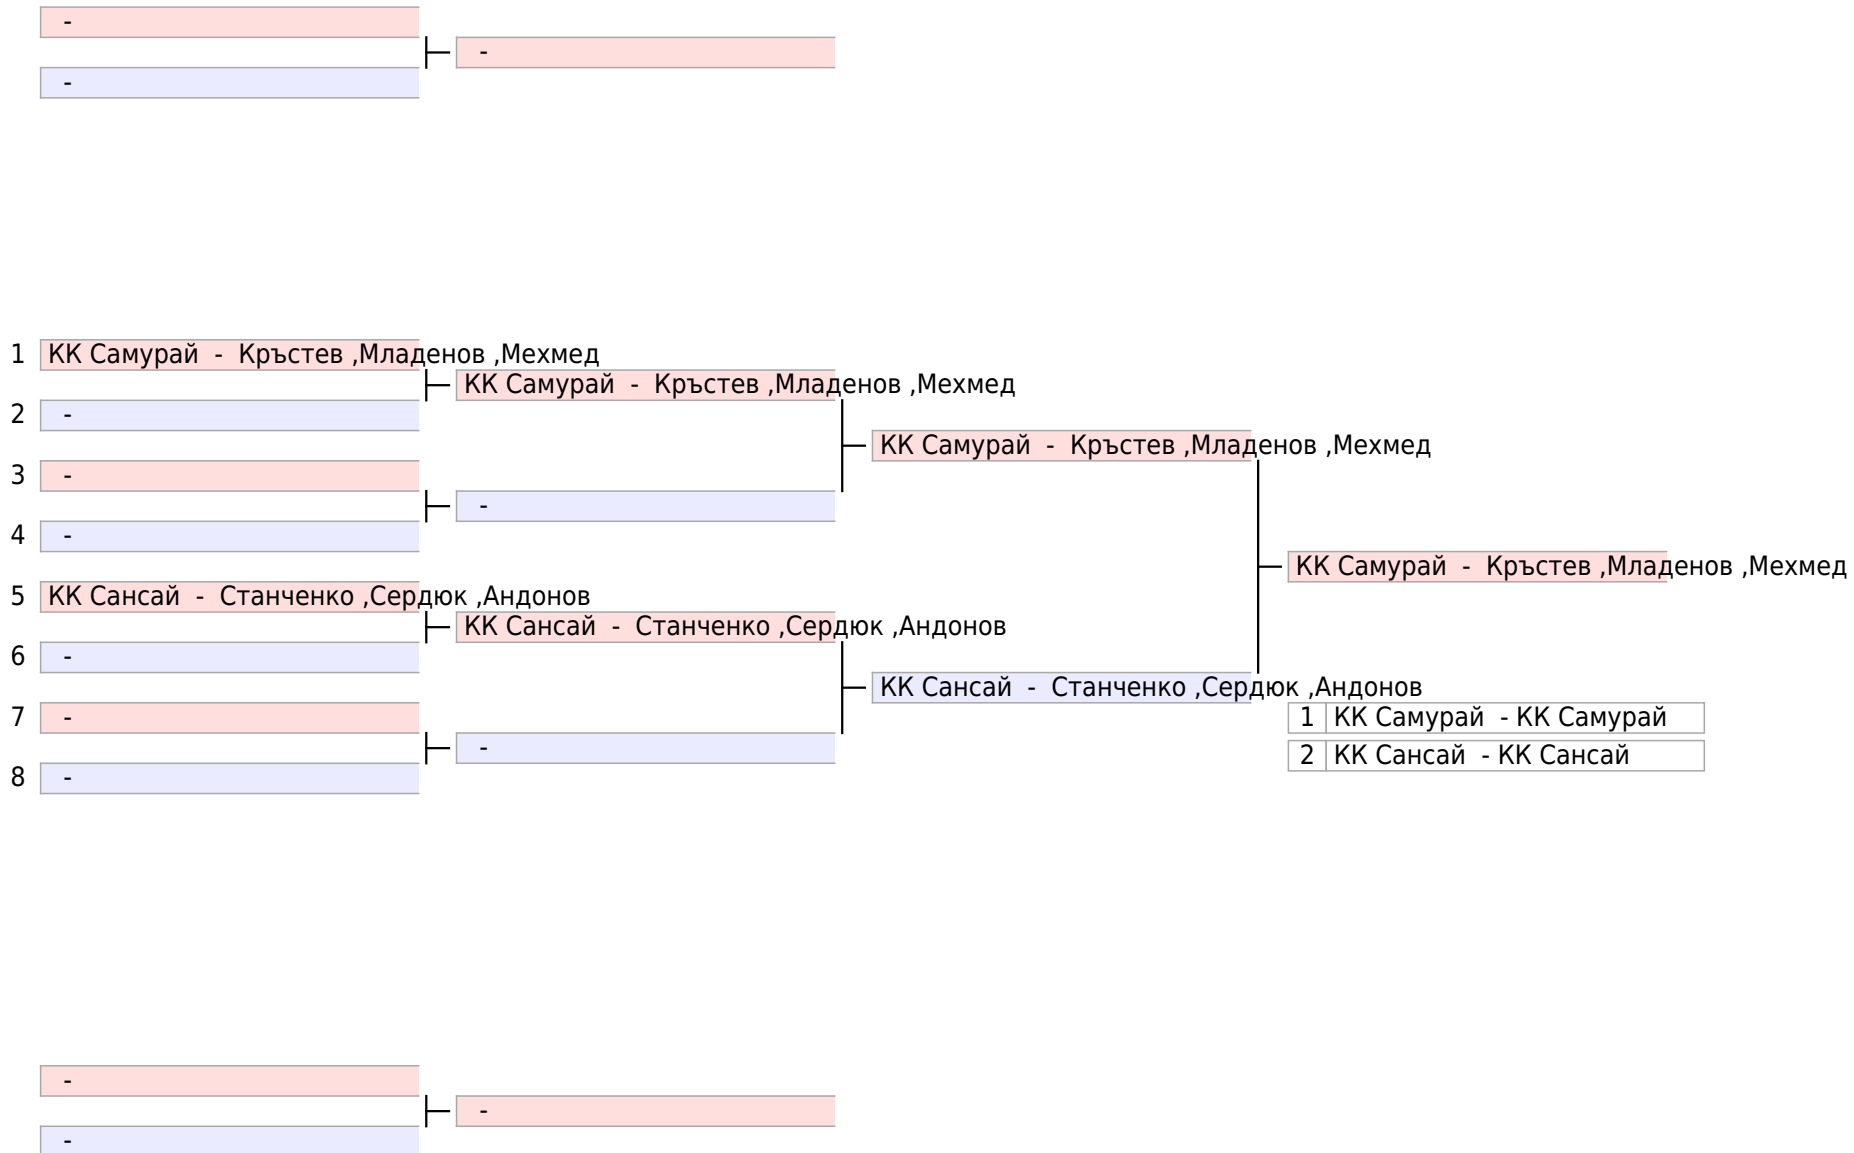 -
-
-
1 КК Самурай - Кръстев ,Младенов ,Мехмед
КК Самурай - Кръстев ,Младенов ,Мехмед
2 -
КК Самурай - Кръстев ,Младенов ,Мехмед
3 -
-
4 -
КК Самурай - Кръстев ,Младенов ,Мехмед
5 КК Сансай - Станченко ,Сердюк ,Андонов
КК Сансай - Станченко ,Сердюк ,Андонов
6 -
КК Сансай - Станченко ,Сердюк ,Андонов
7 -
1 КК Самурай - КК Самурай
-
2 КК Сансай - КК Сансай
8 -
-
-
-